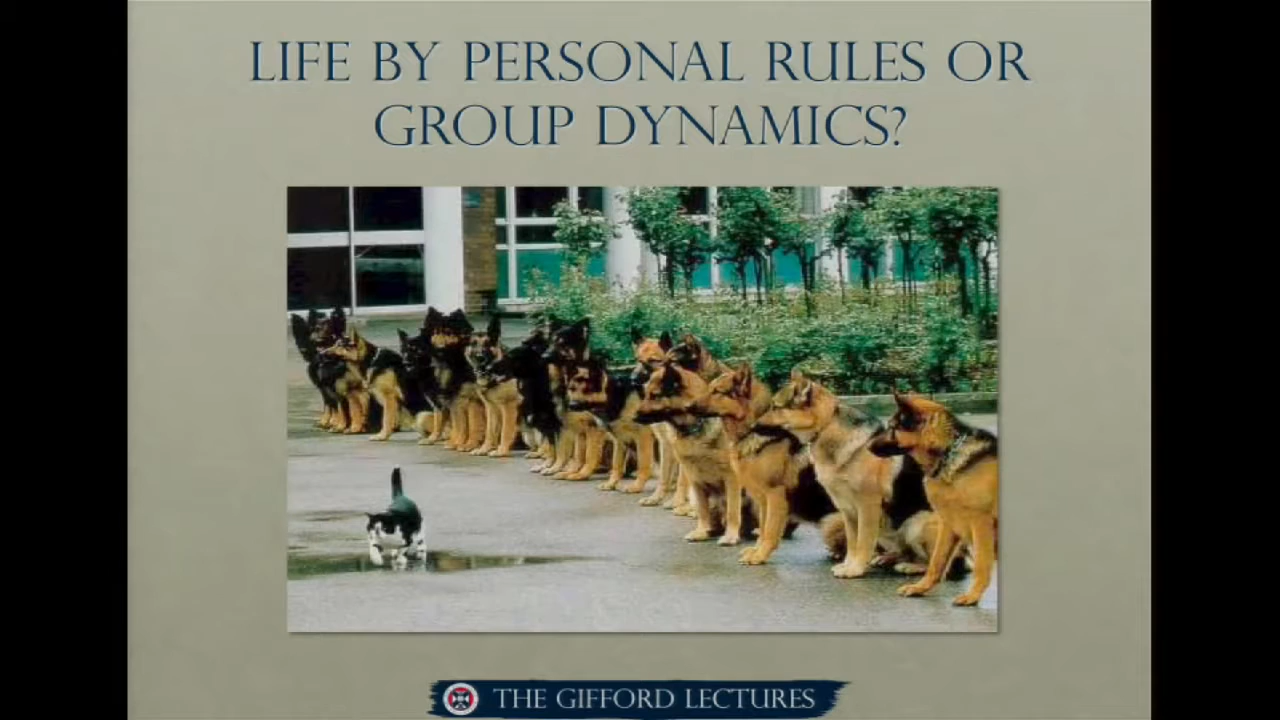 LIFE BY PERSONAL RULES OR
GROUP DYNAMICS?
THE GIFFORD LECTURES